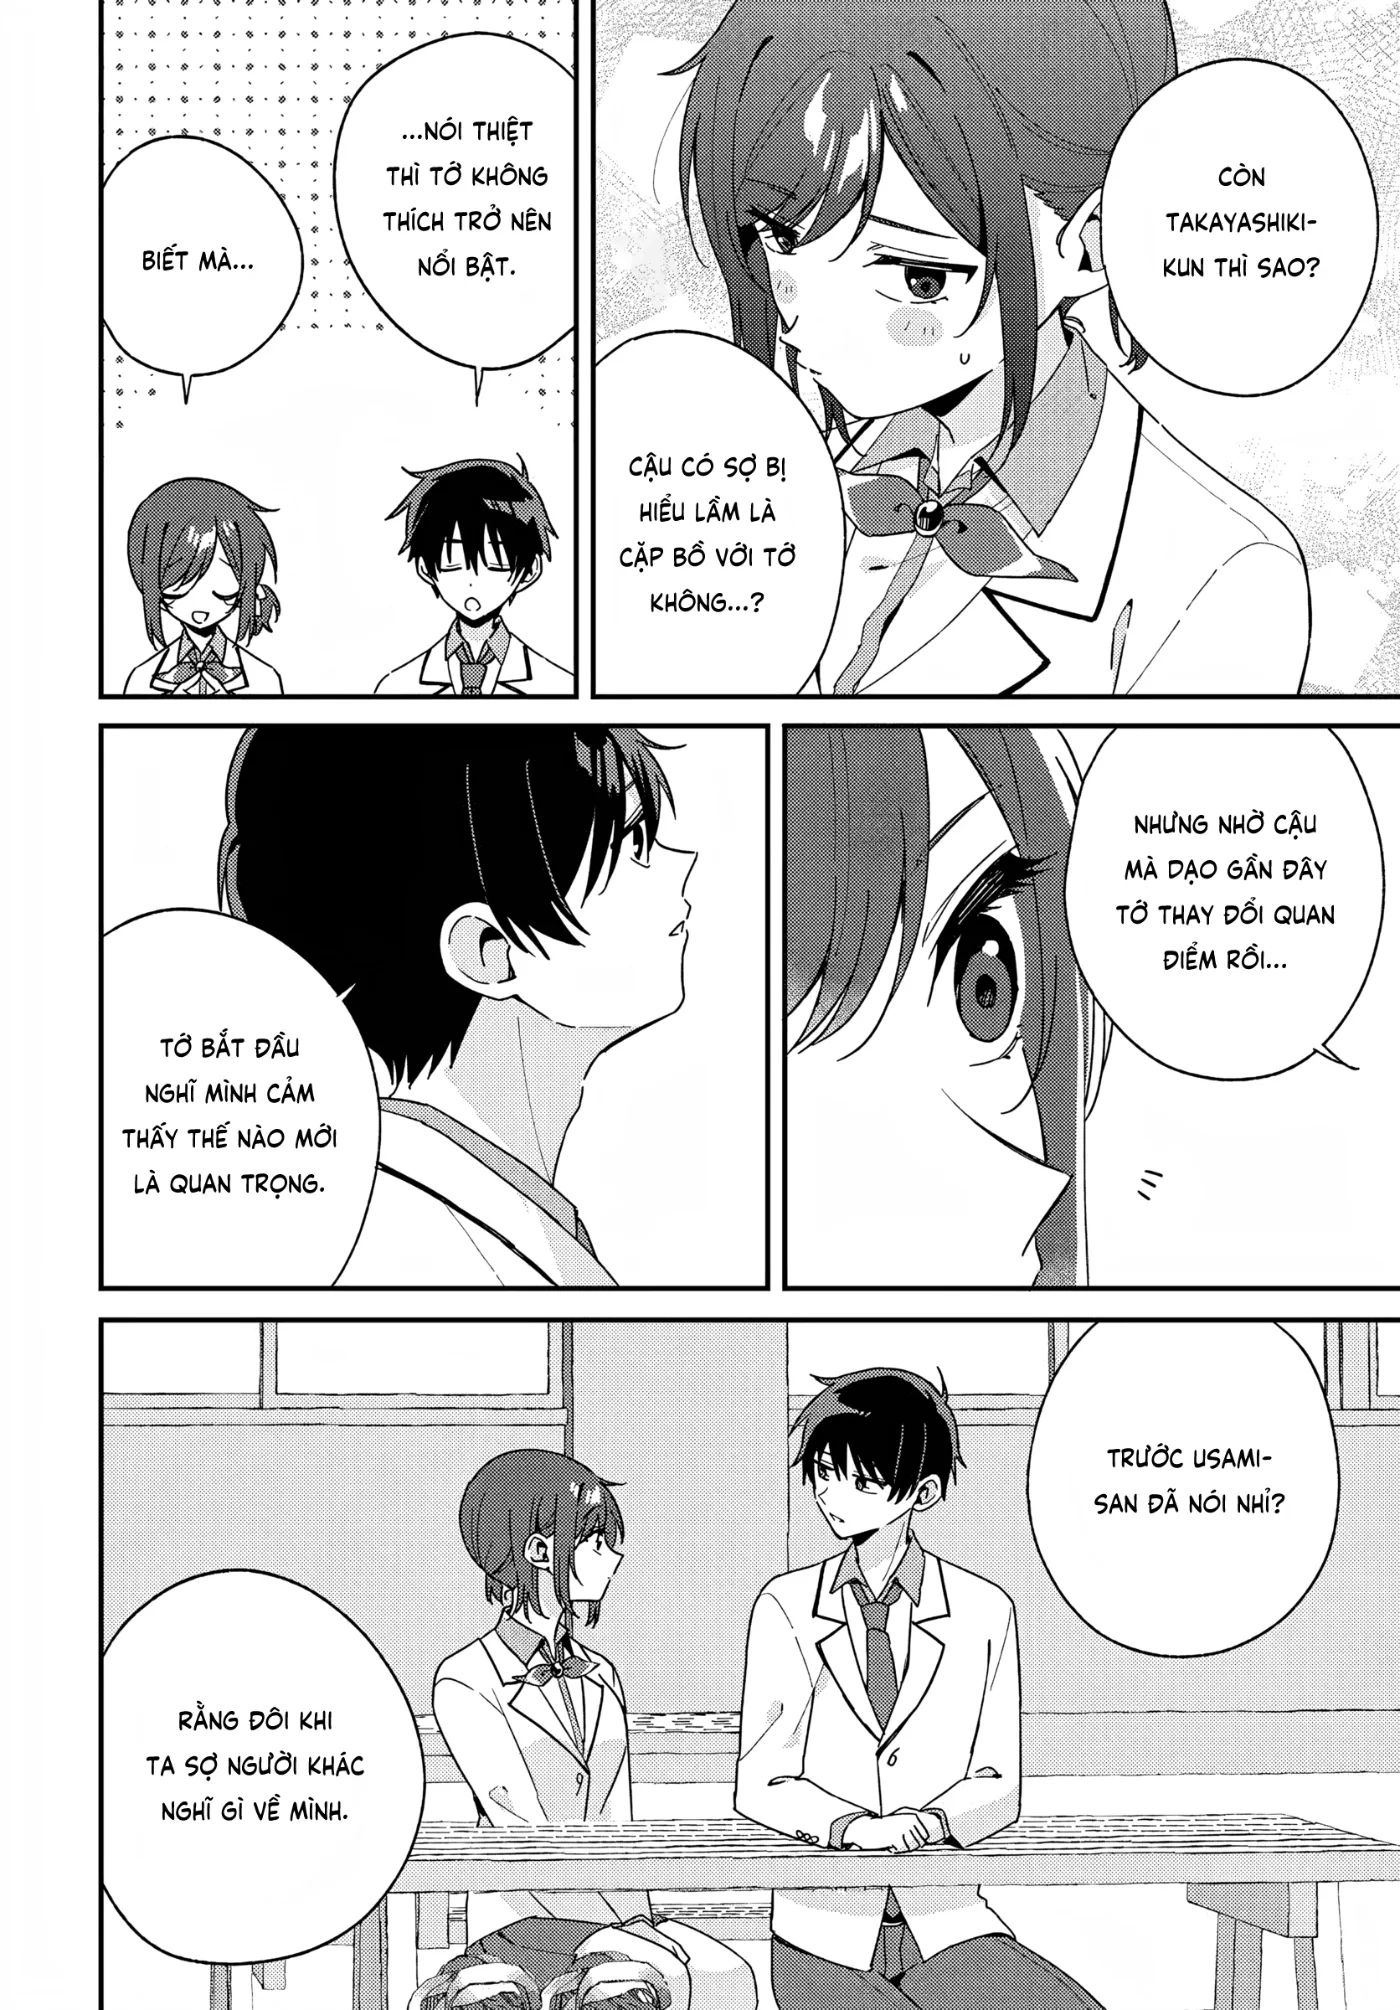 CÒN
TAKAYASHIKI-
KUN THÌ SAO?
CẬU CÓ SỢ BỊ
HIỂU LẦM LÀ
CẶP BỒ VỚI TỚ
KHÔNG...?
...NÓI THIỆT
THÌ TỚ KHÔNG
THÍCH TRỞ NÊN
NỔI BẬT.
BIẾT MÀ...
NHƯNG NHỜ CẬU
MÀ DẠO GẦN ĐÂY
TỚ THAY ĐỔI QUAN
ĐIỂM RỒI...
TỚ BẮT ĐẦU
NGHĨ MÌNH CẢM
THẤY THẾ NÀO MỚI
LÀ QUAN TRỌNG.
TRƯỚC USAMI-
SAN ĐÃ NÓI NHỈ?
RẰNG ĐÔI KHI
TA SỢ NGƯỜI KHÁC
NGHĨ GÌ VỀ MÌNH.